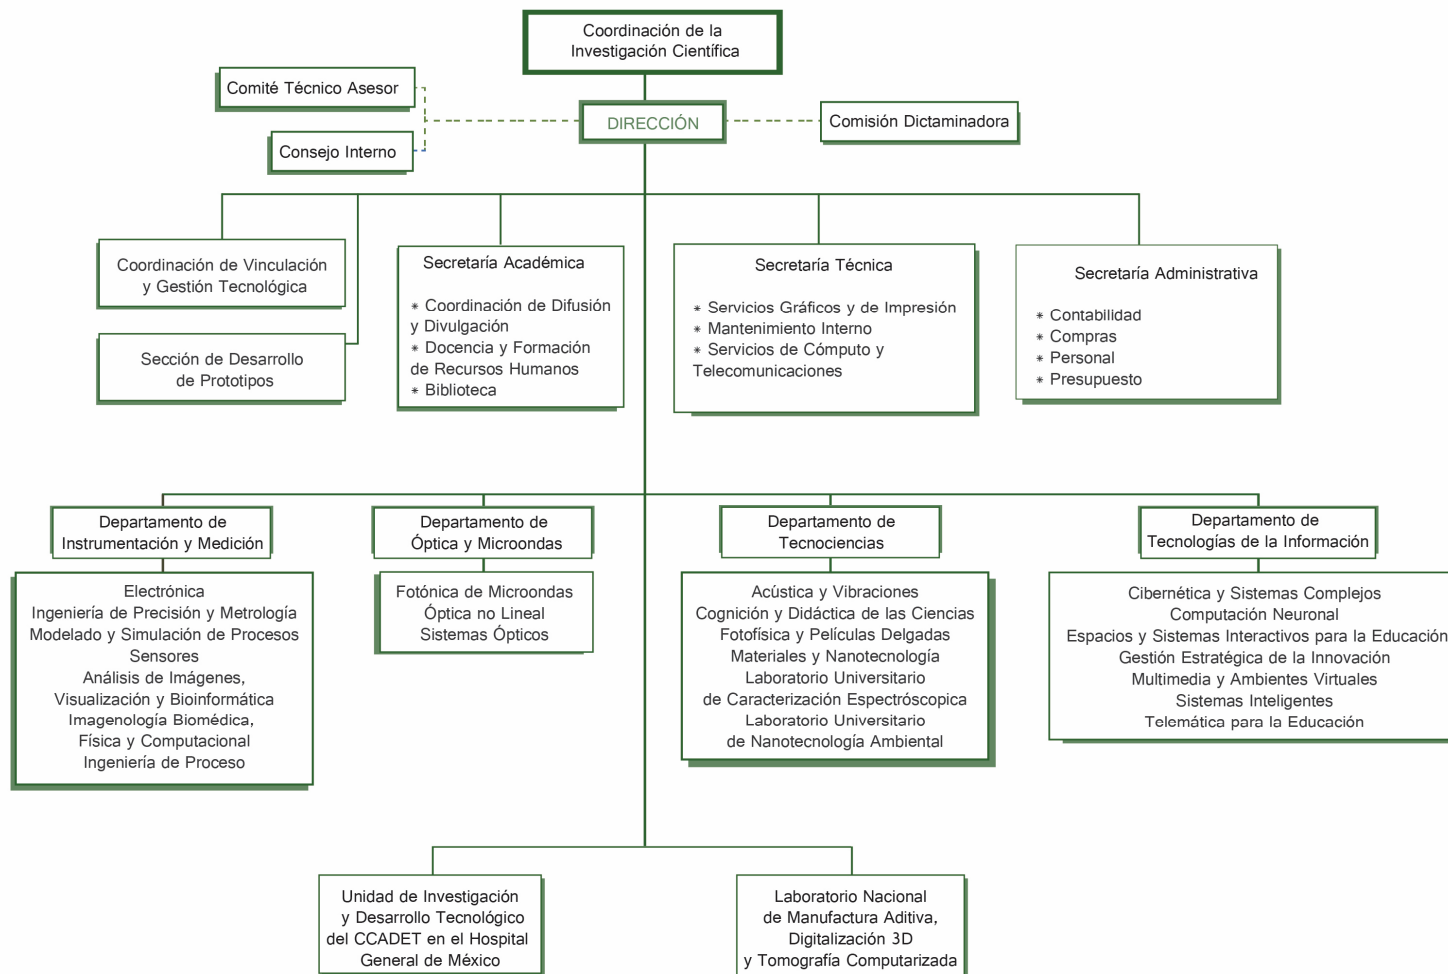 Coordinación de la
Investigación Científica
Comité Técnico Asesor
DIRECCIÓN
Comisión Dictaminadora
Consejo Interno
Coordinación de Vinculación
y Gestión Tecnológica
Sección de Desarrollo
de Prototipos
Secretaría Académica
* Coordinación de Difusión
y Divulgación
* Docencia y Formación
de Recursos Humanos
* Biblioteca
Secretaría Técnica
* Servicios Gráficos y de Impresión
* Mantenimiento Interno
* Servicios de Cómputo y
Telecomunicaciones
Secretaría Administrativa
* Contabilidad
* Compras
* Personal
* Presupuesto
Departamento de
Instrumentación y Medición
Electrónica
Ingeniería de Precisión y Metrología
Modelado y Simulación de Procesos
Sensores
Análisis de Imágenes,
Visualización y Bioinformática
Imagenología Biomédica,
Física y Computacional
Ingeniería de Proceso
Departamento de
Óptica y Microondas
Fotónica de Microondas
Óptica no Lineal
Sistemas Ópticos
Departamento de
Tecnociencias
Acústica y Vibraciones
Cognición y Didáctica de las Ciencias
Fotofísica y Películas Delgadas
Materiales y Nanotecnología
Laboratorio Universitario
de Caracterización Espectróscopica
Laboratorio Universitario
de Nanotecnología Ambiental
Departamento de
Tecnologías de la Información
Cibernética y Sistemas Complejos
Computación Neuronal
Espacios y Sistemas Interactivos para la Educación
Gestión Estratégica de la Innovación
Multimedia y Ambientes Virtuales
Sistemas Inteligentes
Telemática para la Educación
Unidad de Investigación
y Desarrollo Tecnológico
del CCADET en el Hospital
General de México
Laboratorio Nacional
de Manufactura Aditiva,
Digitalización 3D
y Tomografía Computarizada